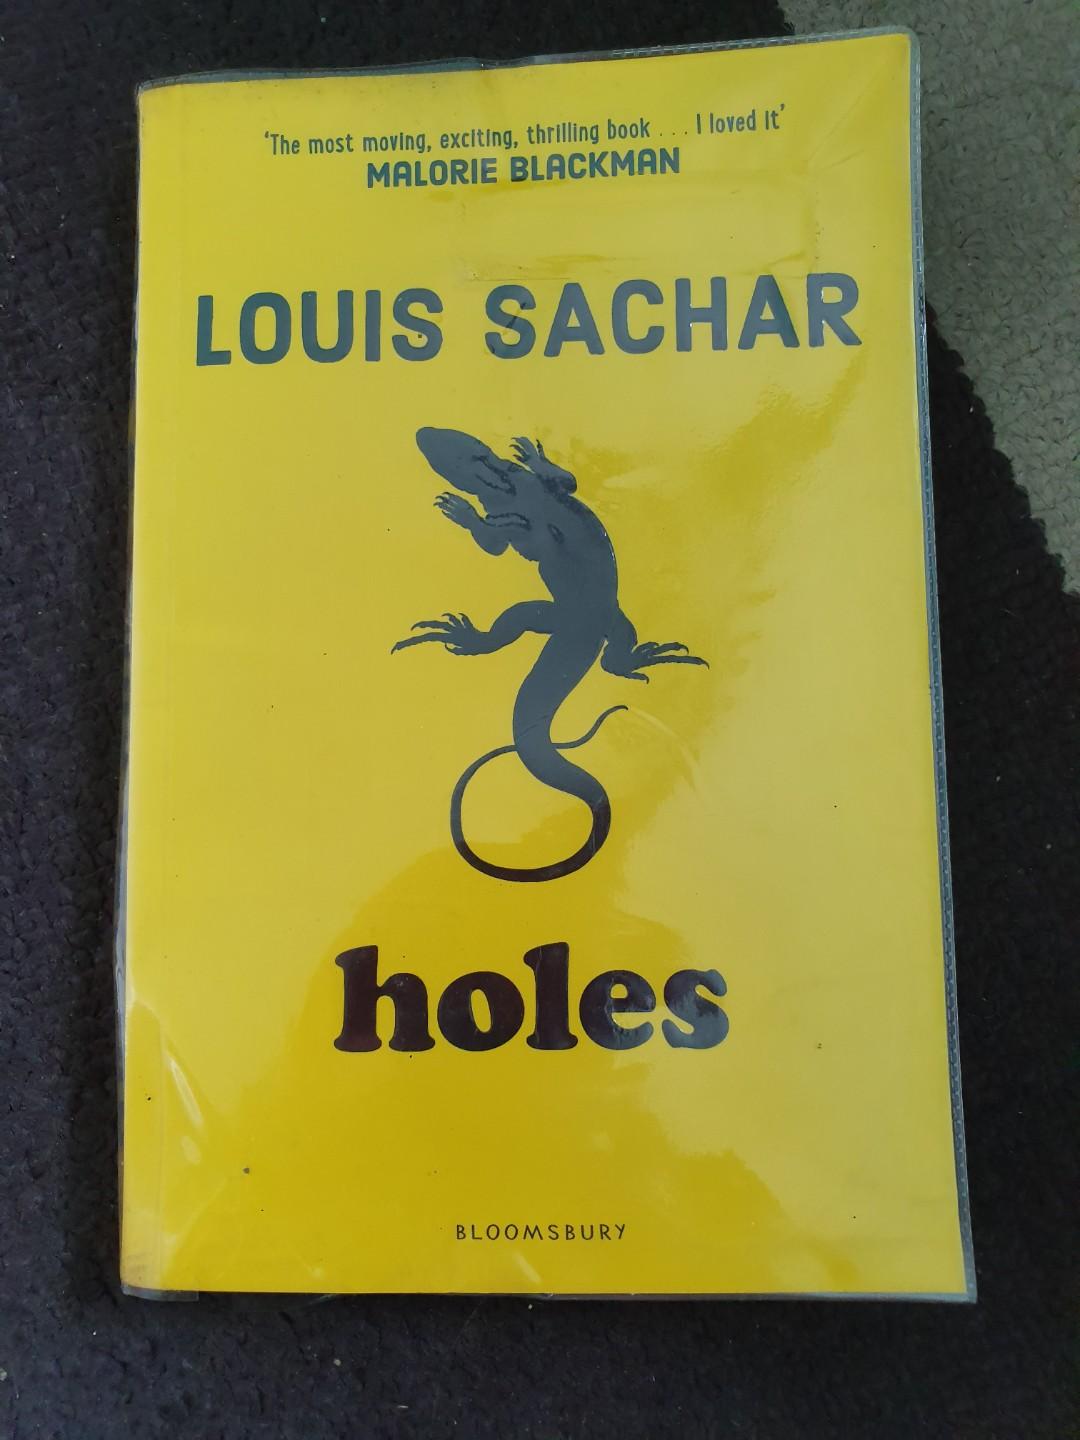 ‘The most moving, exciting, thrilling book .... I loved it’
MALORIE BLACKMAN
LOUIS SACHAR
holes
BLOOMSBURY